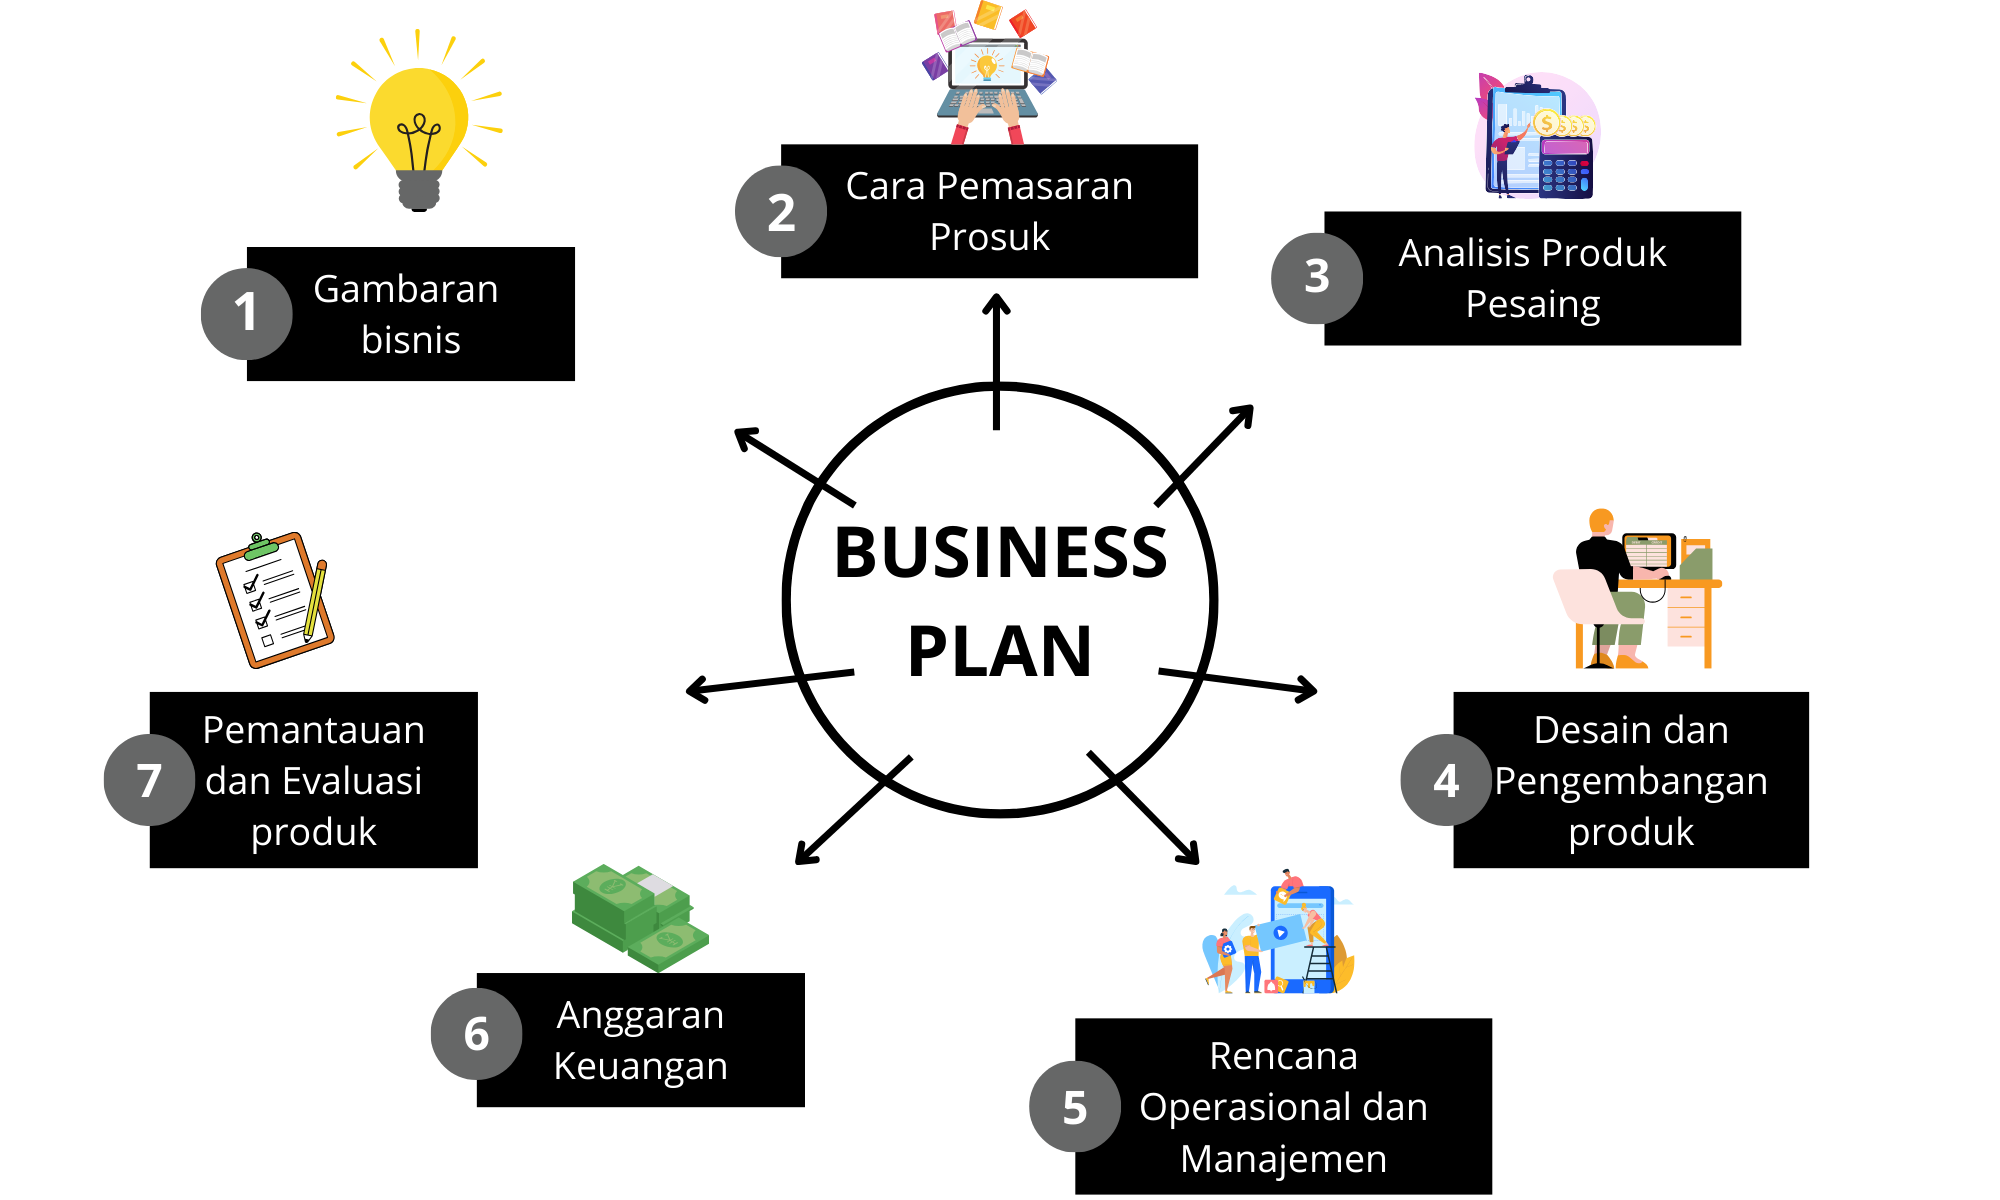 BUSINESS
PLAN
1
Gambaran
bisnis
2
Cara Pemasaran
Prosuk
3
Analisis Produk
Pesaing
4
Desain dan
Pengembangan
produk
5
Rencana
Operasional dan
Manajemen
6
Anggaran
Keuangan
7
Pemantauan
dan Evaluasi
produk